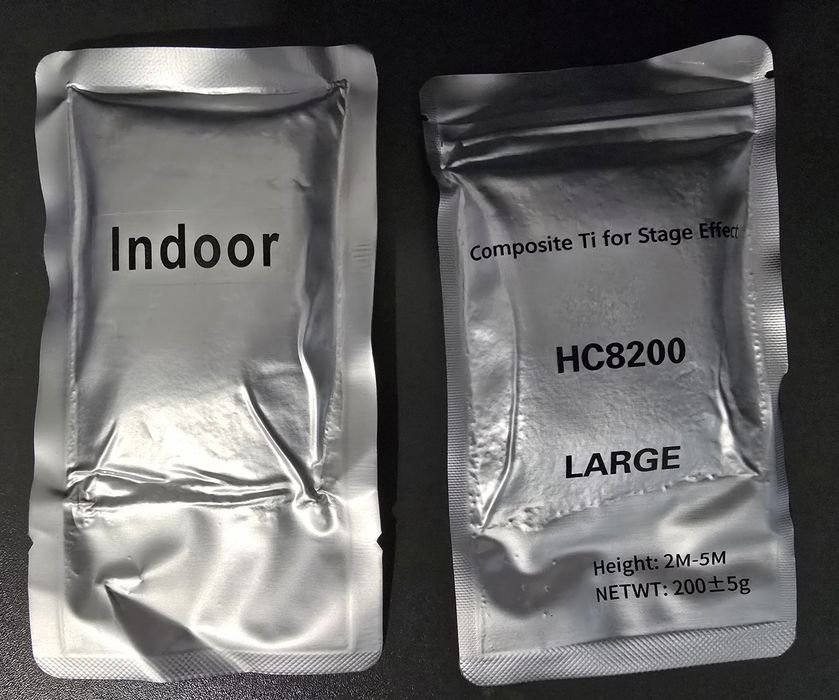 Indoor
Composite Ti for Stage Effect
HC8200
LARGE
Height: 2M-5M
NETWT: 200±5g